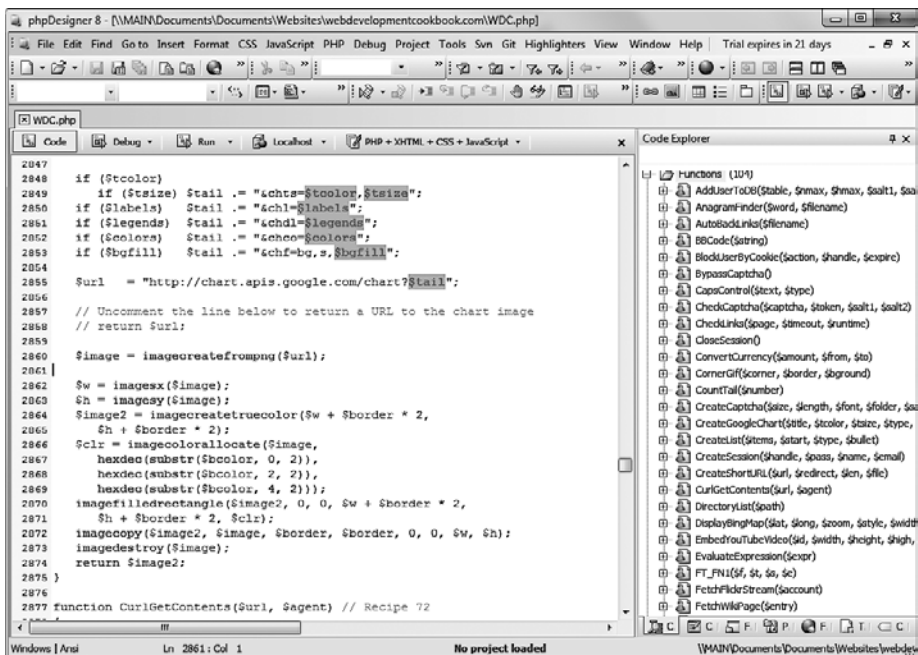 phpDesigner 8 - [\\MAIN\Documents\Documents\Websites\webdevelopmentcookbook.com\WDC.php]
File Edit Find Go to Insert Format CSS JavaScript PHP Debug Project Tools Svn Git Highlighters View Window Help Trial expires in 21 days
WDC.php
Code Debug Run Localhost PHP + XHTML + CSS + JavaScript x
Code Explorer
2847
2848 if ($tcolor)
2849 if ($tsize) $tail .= "&chts=$tcolor,$tsize";
2850 if ($labels) $tail .= "&chl=$labels";
2851 if ($legends) $tail .= "&chdl=$legends";
2852 if ($colors) $tail .= "&chco=$colors";
2853 if ($bgfill) $tail .= "&chf=bg,s,$bgfill";
2854
2855 $url = "http://chart.apis.google.com/chart?$tail";
2856
2857 // Uncomment the line below to return a URL to the chart image
2858 // return $url;
2859
2860 $image = imagecreatefrompng($url);
2861
2862 $w = imagesx($image);
2863 $h = imagesy($image);
2864 $image2 = imagecreatetruecolor($w + $border * 2,
2865 $h + $border * 2);
2866 $clr = imagecolorallocate($image,
2867 hexdec(substr($bcolor, 0, 2)),
2868 hexdec(substr($bcolor, 2, 2)),
2869 hexdec(substr($bcolor, 4, 2)));
2870 imagefilledrectangle($image2, 0, 0, $w + $border * 2,
2871 $h + $border * 2, $clr);
2872 imagecopy($image2, $image, $border, $border, 0, 0, $w, $h);
2873 imagedestroy($image);
2874 return $image2;
2875 }
2876
2877 function CurlGetContents($url, $agent) // Recipe 72
Functions (104)
AddUserToDB($table, $nmax, $hmax, $salt1, $sa
AnagramFinder($word, $filename)
AutoBackLinks($filename)
BBCode($string)
BlockUserByCookie($action, $handle, $expire)
BypassCaptcha()
CapsControl($text, $type)
CheckCaptcha($captcha, $token, $salt1, $salt2)
CheckLinks($page, $timeout, $runtime)
CloseSession()
ConvertCurrency($amount, $from, $to)
CornerGif($corner, $border, $bground)
CountTail($number)
CreateCaptcha($size, $length, $font, $folder, $sa
CreateGoogleChart($title, $tcolor, $tsize, $type,
CreateList($items, $start, $type, $bullet)
CreateSession($handle, $pass, $name, $email)
CreateShortURL($url, $redirect, $len, $file)
CurlGetContents($url, $agent)
DirectoryList($path)
DisplayBingMap($lat, $long, $zoom, $style, $width
EmbedYouTubeVideo($id, $width, $height, $high,
EvaluateExpression($expr)
FT_FN1($f, $t, $s, $e)
FetchFlickrStream($account)
FetchWikiPage($entry)
C C F P F T C
Windows | Ansi Ln 2861 : Col 1 No project loaded \\MAIN\Documents\Documents\Websites\webdev